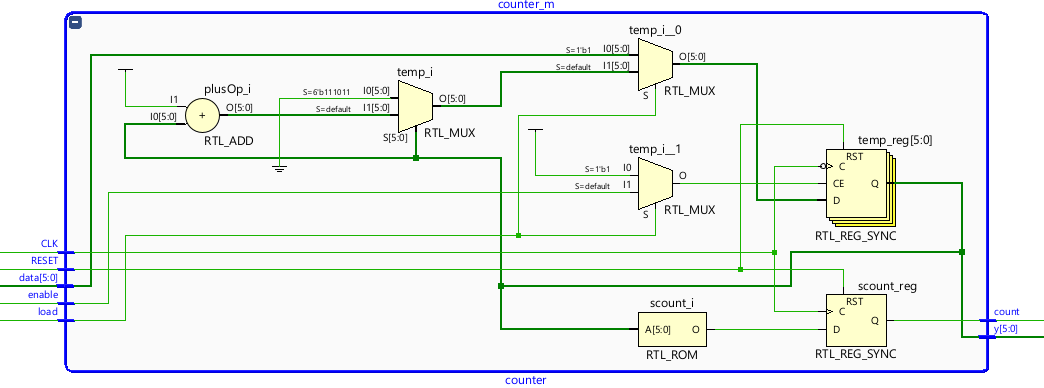 counter_m
temp_i__0
S=1'b1 I0[5:0]
S=default I1[5:0]
O[5:0]
S
RTL_MUX
temp_i
S=6'b111011 I0[5:0]
S=default I1[5:0]
O[5:0]
S[5:0]
RTL_MUX
plusOp_i
I1
I0[5:0]
+
O[5:0]
RTL_ADD
temp_i__1
S=1'b1 I0
S=default I1
O
S
RTL_MUX
temp_reg[5:0]
RST
C
CE
D
Q
RTL_REG_SYNC
CLK
RESET
data[5:0]
enable
load
scount_i
A[5:0] O
RTL_ROM
scount_reg
RST
C
D
Q
RTL_REG_SYNC
count
y[5:0]
counter